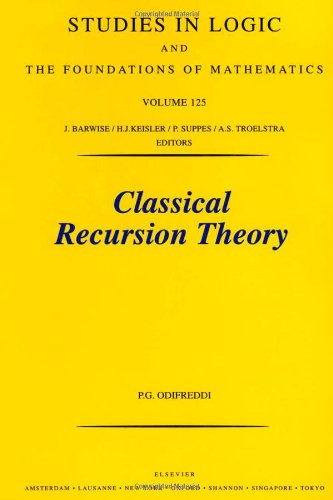 STUDIES IN LOGIC
AND
THE FOUNDATIONS OF MATHEMATICS
VOLUME 125
J. BARWISE / H.J.KEISLER / P. SUPPES / A.S. TROELSTRA
EDITORS
Classical
Recursion Theory
P.G. ODIFREDDI
ELSEVIER
AMSTERDAM - LAUSANNE - NEW YORK - OXFORD - SHANNON - SINGAPORE - TOKYO